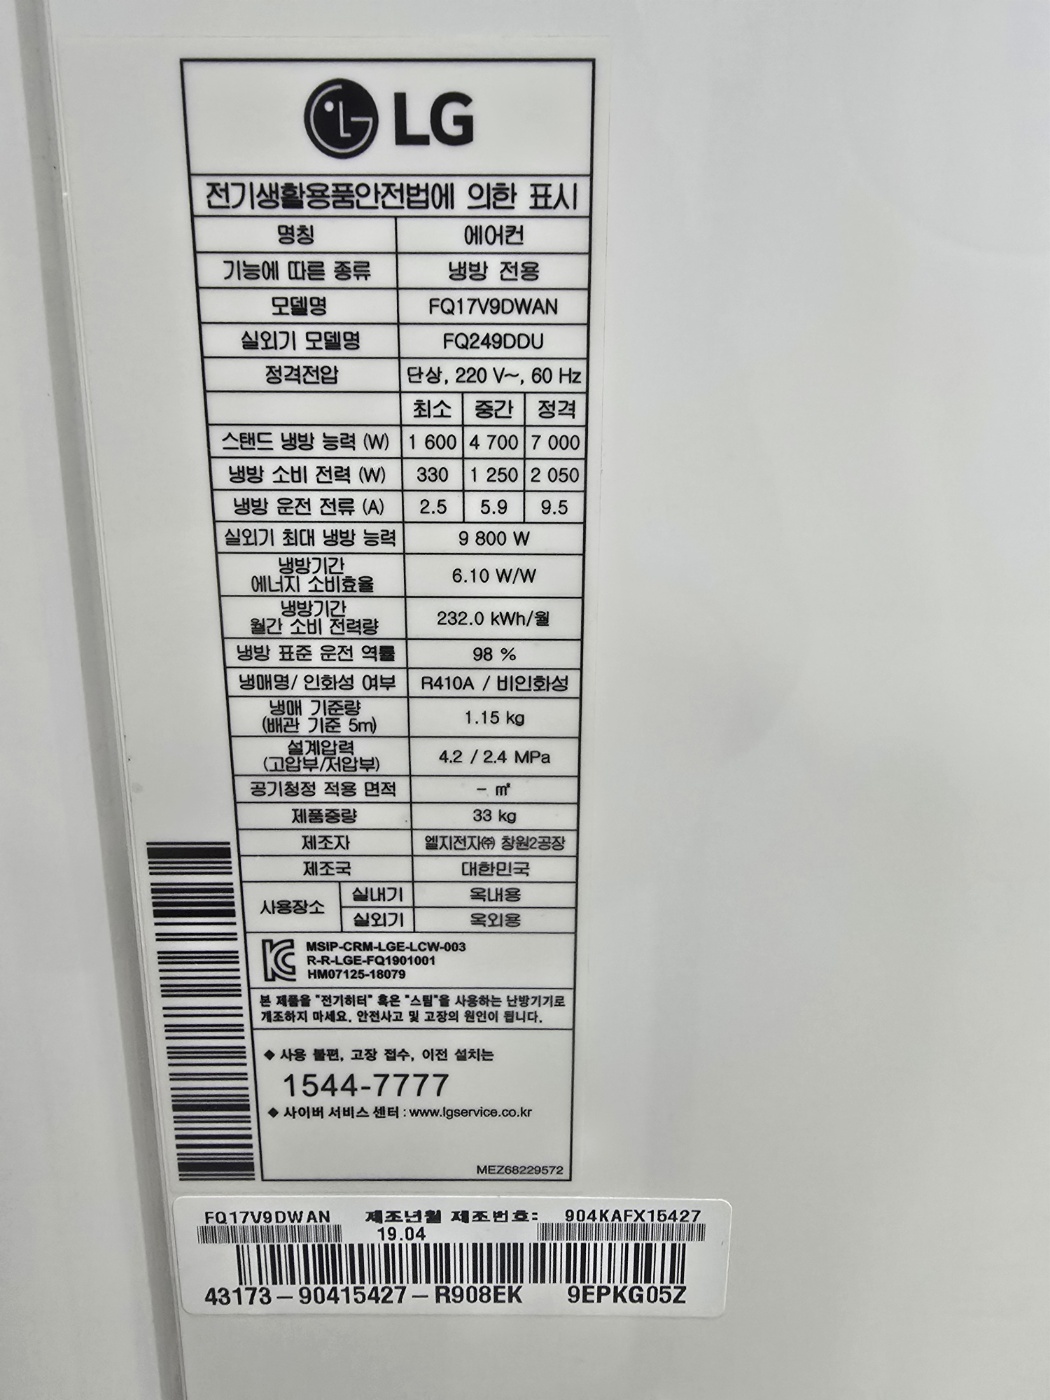 LG
전기생활용품안전법에 의한 표시
명칭 에어컨
기능에 따른 종류 냉방 전용
모델명 FQ17V9DWAN
실외기 모델명 FQ249DDU
정격전압 단상, 220 V~, 60 Hz
최소 중간 정격
스탠드 냉방 능력 (W) 1 600 4 700 7 000
냉방 소비 전력 (W) 330 1 250 2 050
냉방 운전 전류 (A) 2.5 5.9 9.5
실외기 최대 냉방 능력 9 800 W
냉방기간
에너지 소비효율 6.10 W/W
냉방기간
월간 소비 전력량 232.0 kWh/월
냉방 표준 운전 역률 98 %
냉매명/ 인화성 여부 R410A / 비인화성
냉매 기준량
(배관 기준 5m) 1.15 kg
설계압력
(고압부/저압부) 4.2 / 2.4 MPa
공기청정 적용 면적 - ㎡
제품중량 33 kg
제조자 엘지전자㈜ 창원2공장
제조국 대한민국
사용장소 실내기 옥내용
실외기 옥외용
MSIP-CRM-LGE-LCW-003
R-R-LGE-FQ1901001
HM07125-18079
본 제품을 "전기히터" 혹은 "스팀"을 사용하는 난방기기로
개조하지 마세요. 안전사고 및 고장의 원인이 됩니다.
◆ 사용 불편, 고장 접수, 이전 설치는
1544-7777
◆ 사이버 서비스 센터 : www.lgservice.co.kr
MEZ68229572
FQ17V9DWAN 제조년월 제조번호: 904KAFX15427
19.04
43173-90415427-R908EK 9EPKG05Z